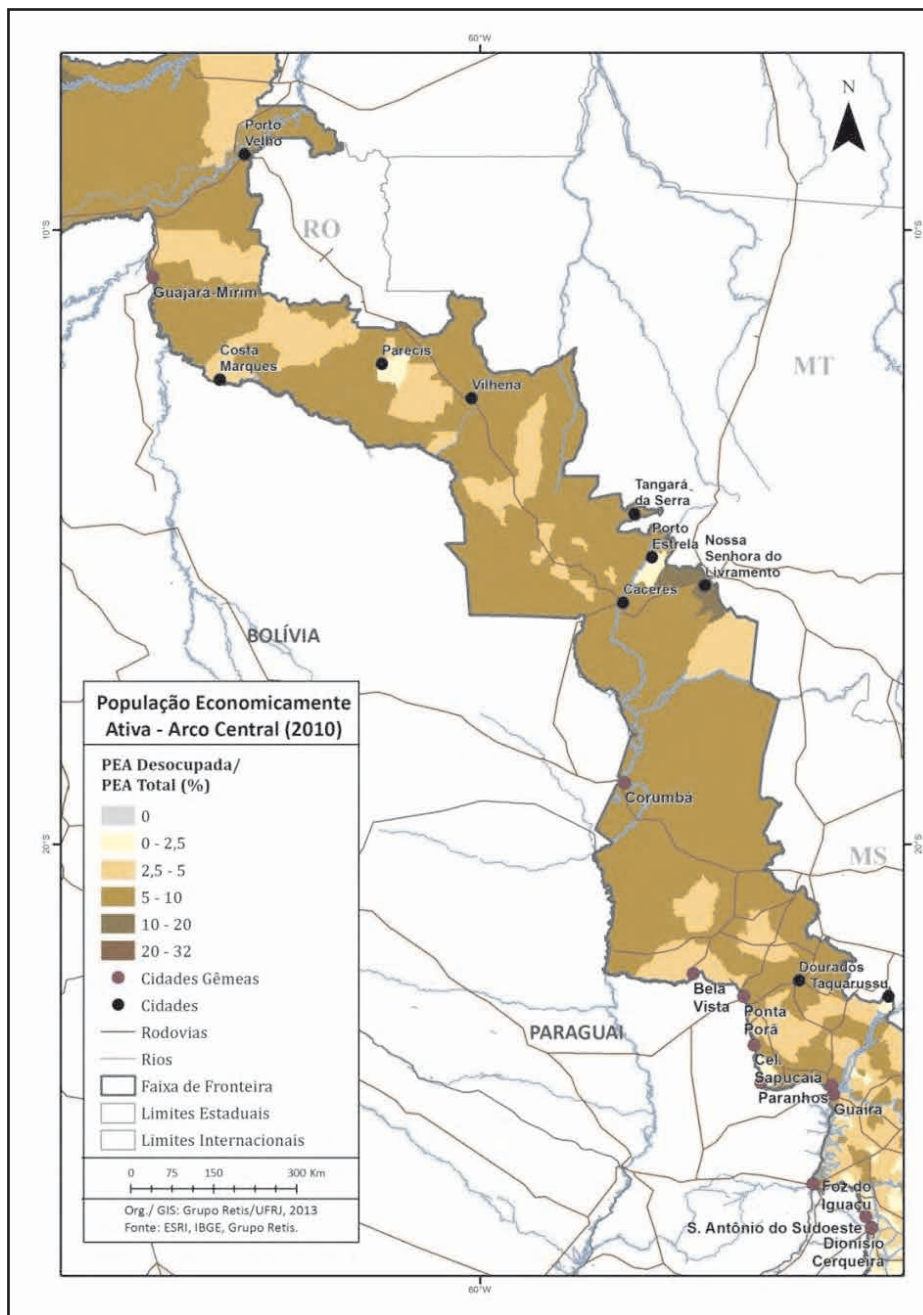 60°W
N
Porto
Velho
10°S
RO
10°S
Guajará-Mirim
Costa
Marques
Parecis
Vilhena
MT
Tangará
da Serra
Porto
Estrela
Nossa
Senhora do
Livramento
Cáceres
BOLÍVIA
População Economicamente
Ativa - Arco Central (2010)
PEA Desocupada/
PEA Total (%)
0
0 - 2,5
2,5 - 5
5 - 10
10 - 20
20 - 32
Cidades Gêmeas
Cidades
Rodovias
Rios
Faixa de Fronteira
Limites Estaduais
Limites Internacionais
0 75 150 300 Km
Org./ GIS: Grupo Retis/UFRJ, 2013
Fonte: ESRI, IBGE, Grupo Retis.
Corumbá
20°S
MS
20°S
Dourados
Taquarussu
Bela
Vista
Ponta
Porã
PARAGUAI
Cel.
Sapucaia
Paranhos
Guaíra
Foz do
Iguaçu
S. Antônio do Sudoeste
Dionísio
Cerqueira
60°W